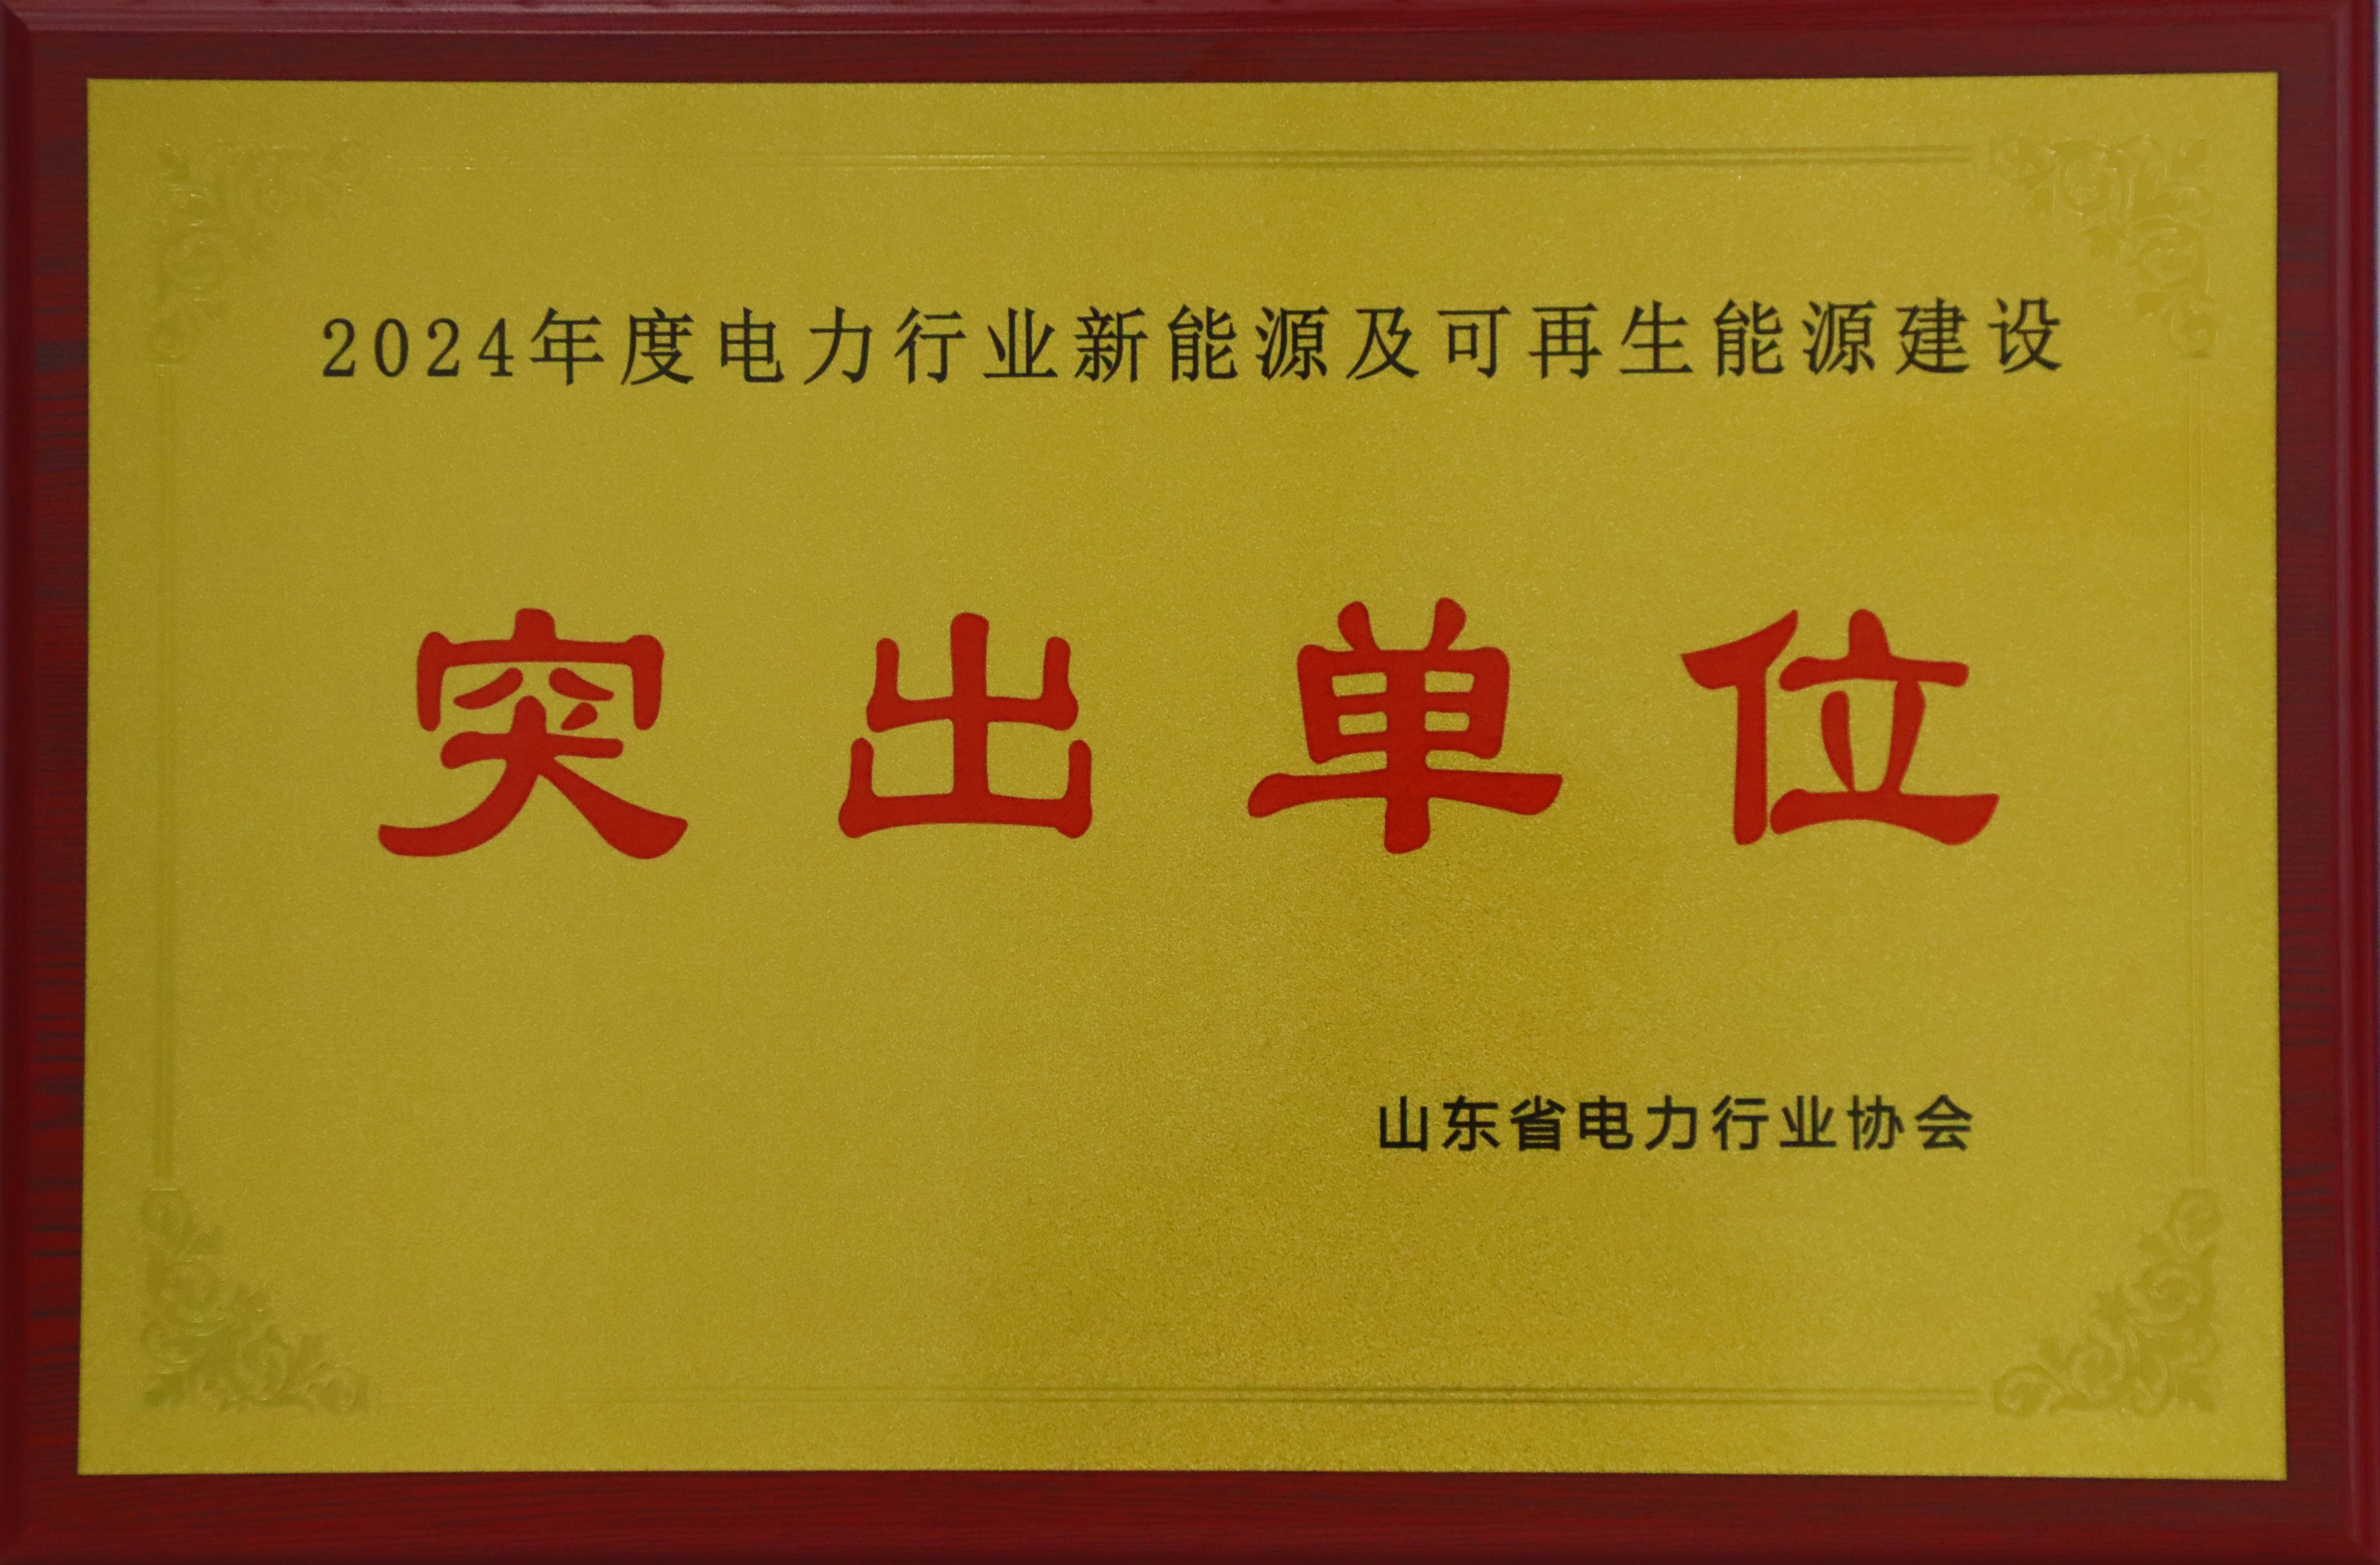 2024年度电力行业新能源及可再生能源建设
突出单位
山东省电力行业协会